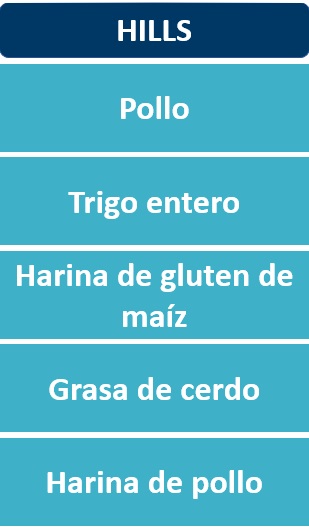 HILLS
Pollo
Trigo entero
Harina de gluten de
maíz
Grasa de cerdo
Harina de pollo